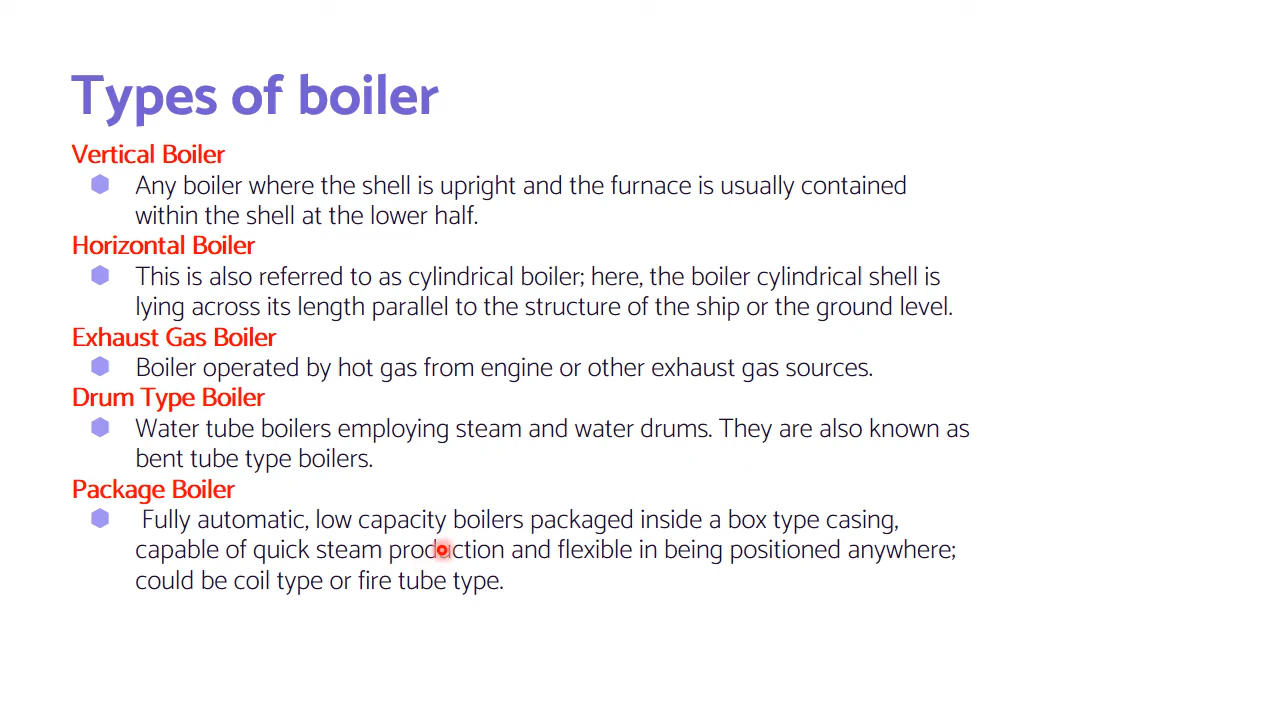 Types of boiler
Vertical Boiler
Any boiler where the shell is upright and the furnace is usually contained
within the shell at the lower half.
Horizontal Boiler
This is also referred to as cylindrical boiler; here, the boiler cylindrical shell is
lying across its length parallel to the structure of the ship or the ground level.
Exhaust Gas Boiler
Boiler operated by hot gas from engine or other exhaust gas sources.
Drum Type Boiler
Water tube boilers employing steam and water drums. They are also known as
bent tube type boilers.
Package Boiler
Fully automatic, low capacity boilers packaged inside a box type casing,
capable of quick steam production and flexible in being positioned anywhere;
could be coil type or fire tube type.